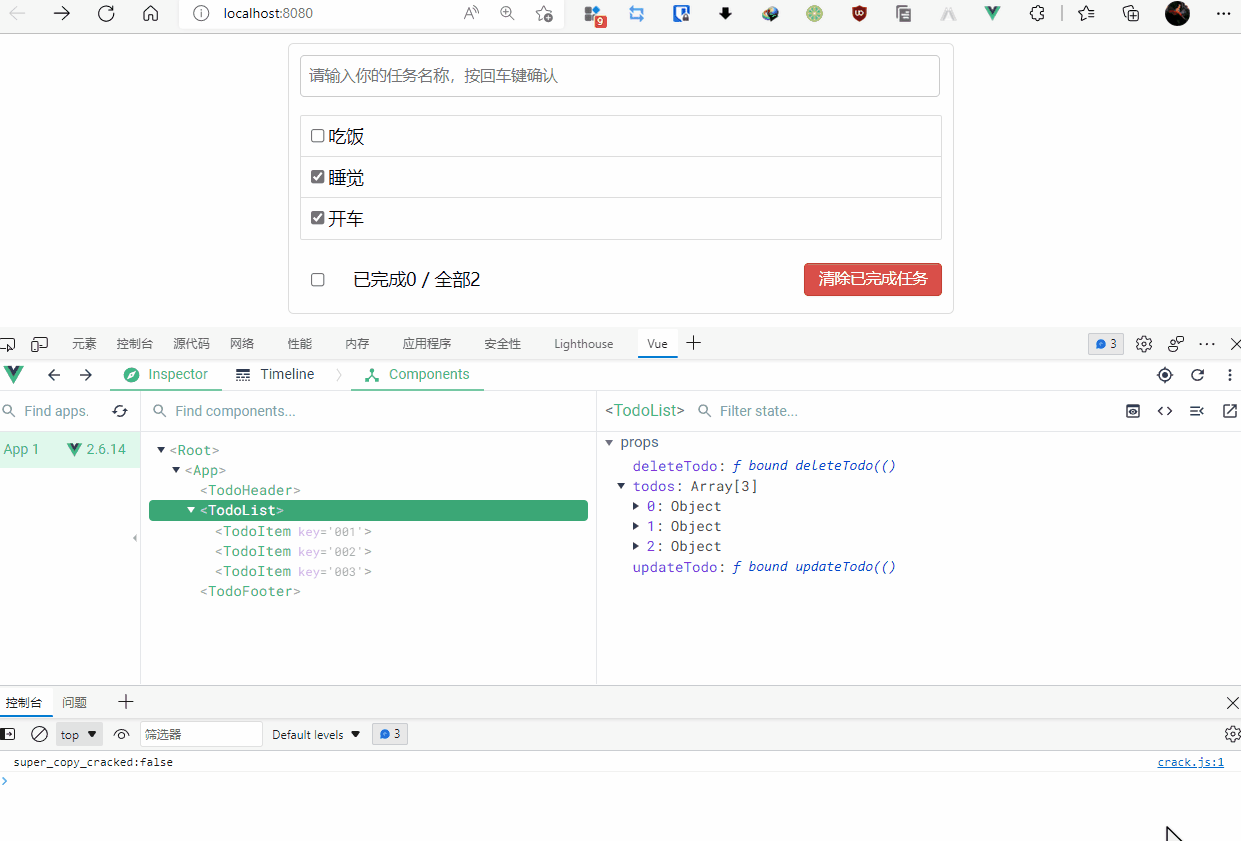 localhost:8080
9
请输入你的任务名称，按回车键确认
吃饭
睡觉
开车
已完成0 / 全部2 清除已完成任务
元素 控制台 源代码 网络 性能 内存 应用程序 安全性 Lighthouse Vue 3
Inspector Timeline Components
Find apps. Find components... <TodoList> Filter state...
App 1 2.6.14
<Root>
<App>
<TodoHeader>
<TodoList>
<TodoItem key='001'>
<TodoItem key='002'>
<TodoItem key='003'>
<TodoFooter>
props
deleteTodo: ƒ bound deleteTodo(()
todos: Array[3]
0: Object
1: Object
2: Object
updateTodo: ƒ bound updateTodo(()
控制台 问题
top 筛选器 Default levels 3
super_copy_cracked:false crack.js:1